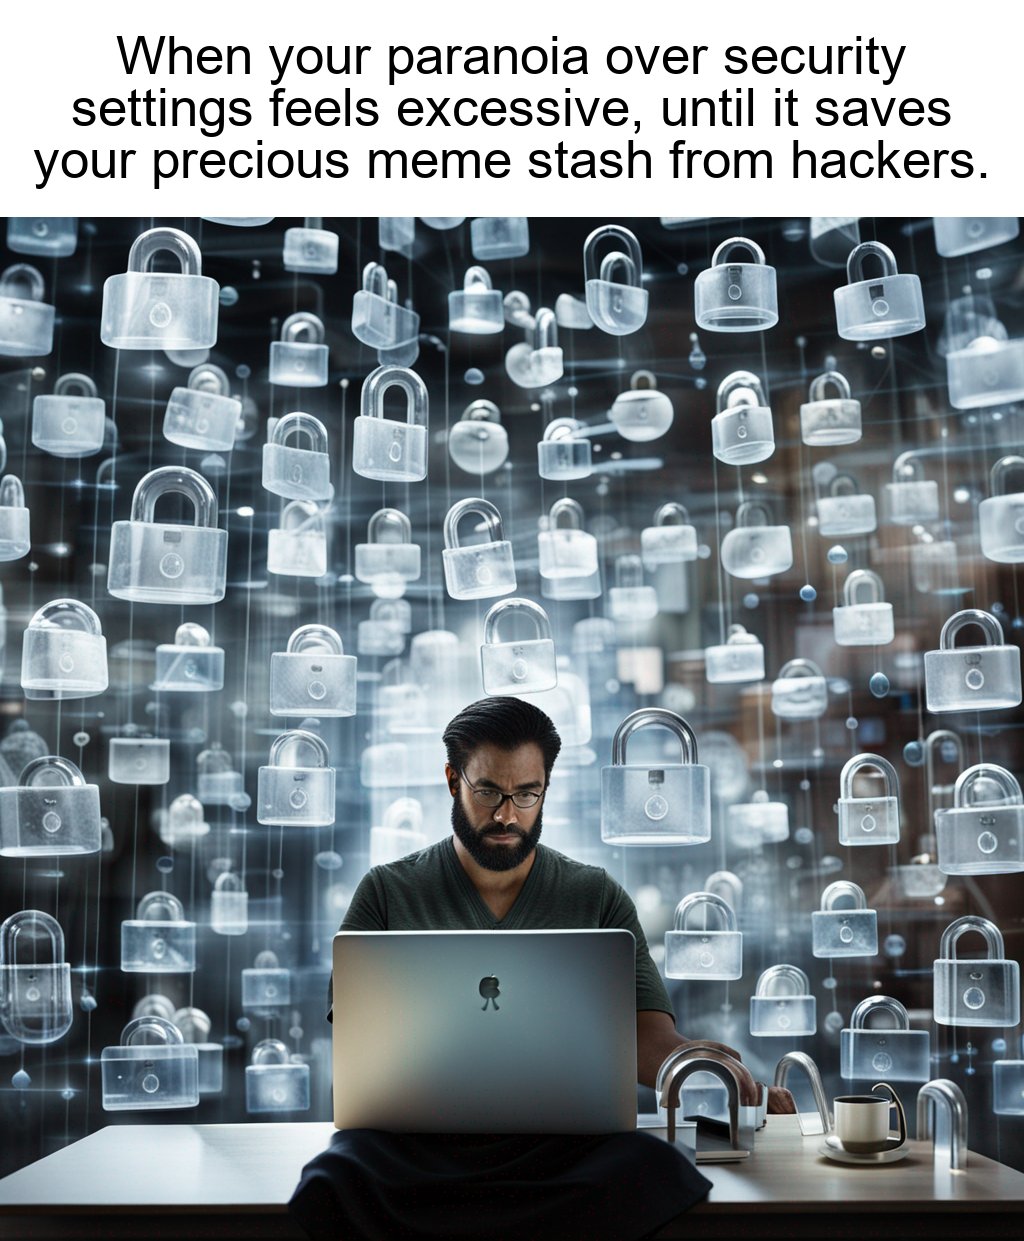 When your paranoia over security
settings feels excessive, until it saves
your precious meme stash from hackers.